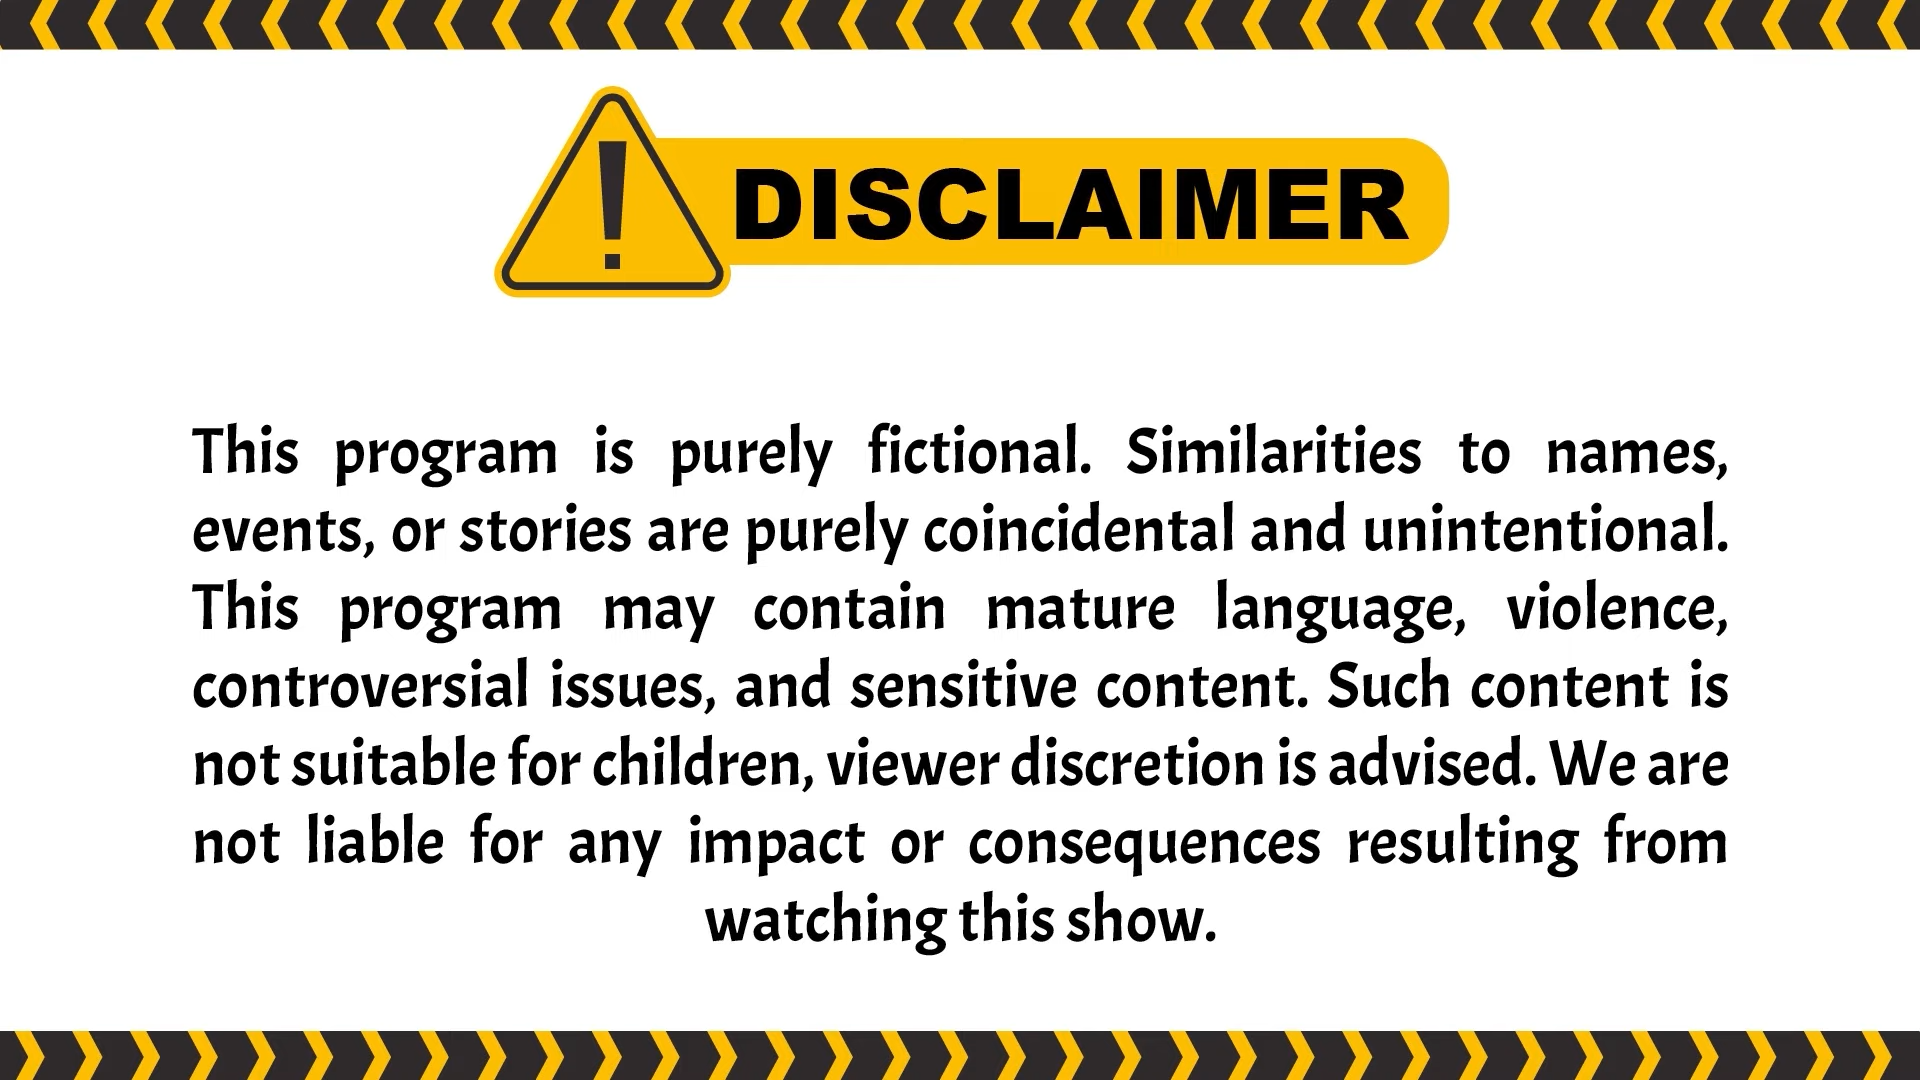 DISCLAIMER
This program is purely fictional. Similarities to names,
events, or stories are purely coincidental and unintentional.
This program may contain mature language, violence,
controversial issues, and sensitive content. Such content is
not suitable for children, viewer discretion is advised. We are
not liable for any impact or consequences resulting from
watching this show.